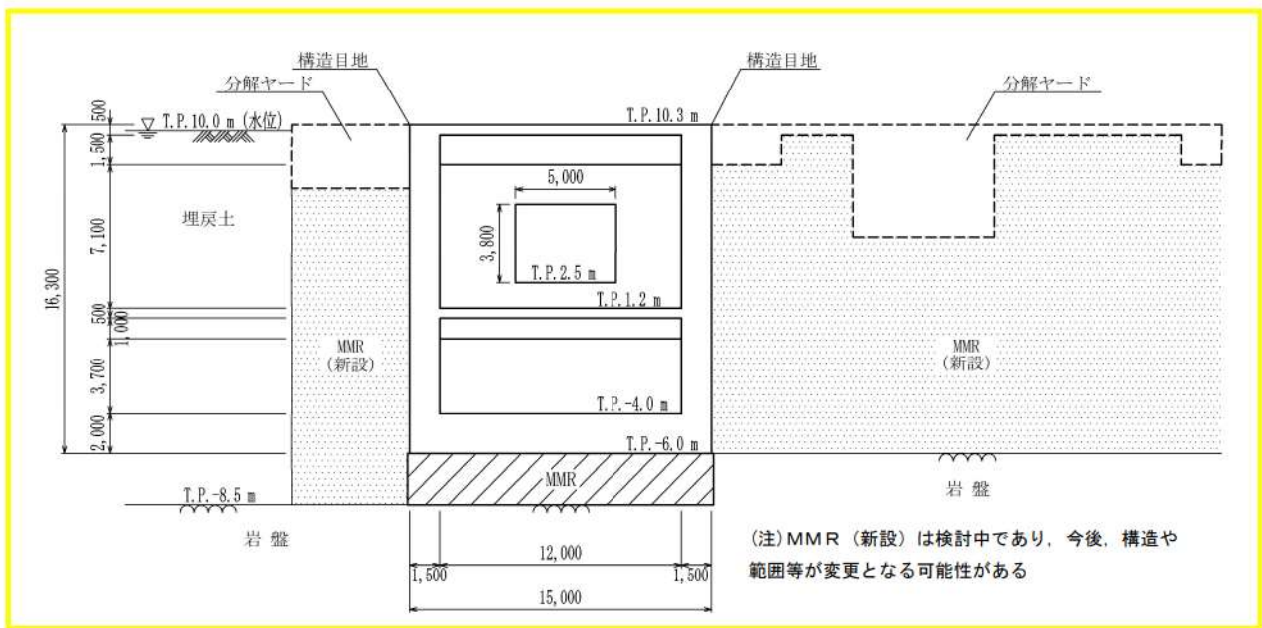 構造目地
構造目地
分解ヤード
分解ヤード
T.P.10.0 m (水位)
T.P.10.3 m
500
1,500
7,100
500
1,000
3,700
2,000
16,300
埋戻土
5,000
3,800
T.P.2.5 m
T.P.1.2 m
MMR
(新設)
MMR
(新設)
T.P.-4.0 m
T.P.-6.0 m
MMR
T.P.-8.5 m
岩 盤
岩 盤
1,500
12,000
1,500
15,000
(注)MMR(新設)は検討中であり，今後，構造や
範囲等が変更となる可能性がある